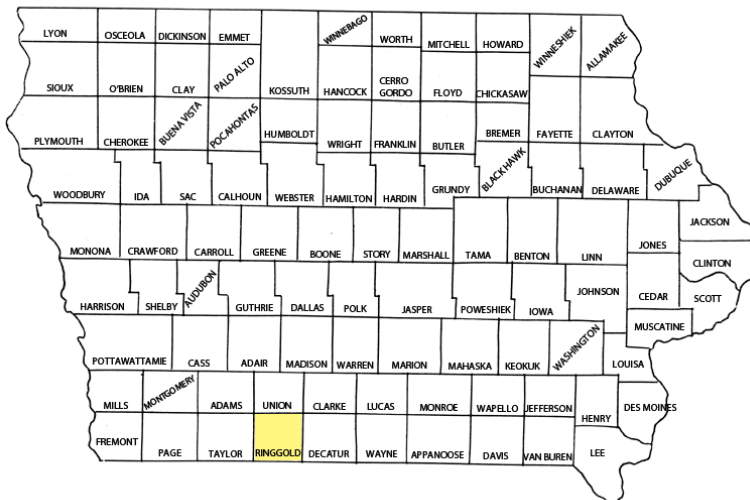 LYON OSCEOLA DICKINSON EMMET WINNEBAGO WORTH MITCHELL HOWARD WINNESHIEK ALLAMAKEE
SIOUX O'BRIEN CLAY PALO ALTO KOSSUTH HANCOCK CERRO GORDO FLOYD CHICKASAW
PLYMOUTH CHEROKEE BUENA VISTA POCAHONTAS HUMBOLDT WRIGHT FRANKLIN BUTLER BREMER FAYETTE CLAYTON
WOODBURY IDA SAC CALHOUN WEBSTER HAMILTON HARDIN GRUNDY BLACK HAWK BUCHANAN DELAWARE DUBUQUE
MONONA CRAWFORD CARROLL GREENE BOONE STORY MARSHALL TAMA BENTON LINN JONES JACKSON
CLINTON
HARRISON SHELBY AUDUBON GUTHRIE DALLAS POLK JASPER POWESHIEK IOWA JOHNSON CEDAR SCOTT
MUSCATINE
POTTAWATTAMIE CASS ADAIR MADISON WARREN MARION MAHASKA KEOKUK WASHINGTON LOUISA
MILLS MONTGOMERY ADAMS UNION CLARKE LUCAS MONROE WAPELLO JEFFERSON HENRY DES MOINES
FREMONT PAGE TAYLOR RINGGOLD DECATUR WAYNE APPANOOSE DAVIS VAN BUREN LEE